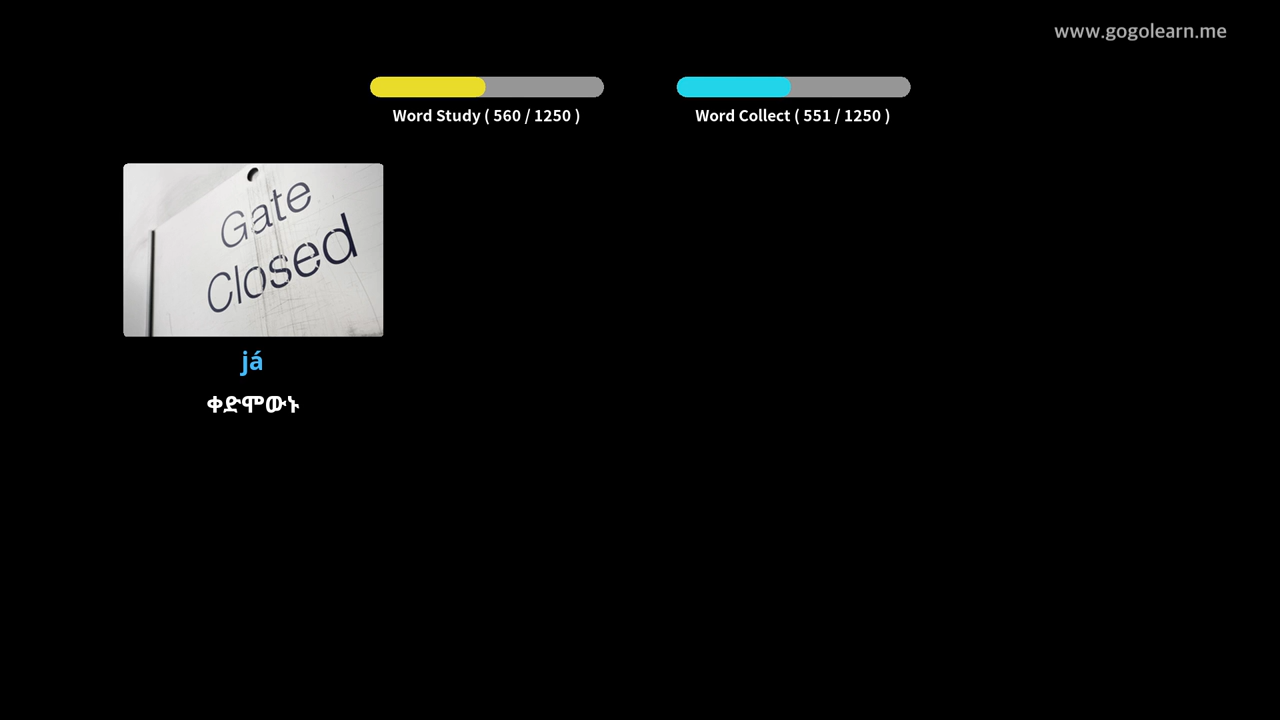 www.gogolearn.me
Word Study ( 560 / 1250 )
Word Collect ( 551 / 1250 )
Gate
Closed
já
ቀድሞውኑ